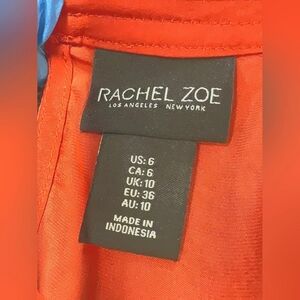 RACHEL ZOE
LOS ANGELES NEW YORK
US: 6
CA: 6
UK: 10
EU: 36
AU: 10
MADE IN
INDONESIA